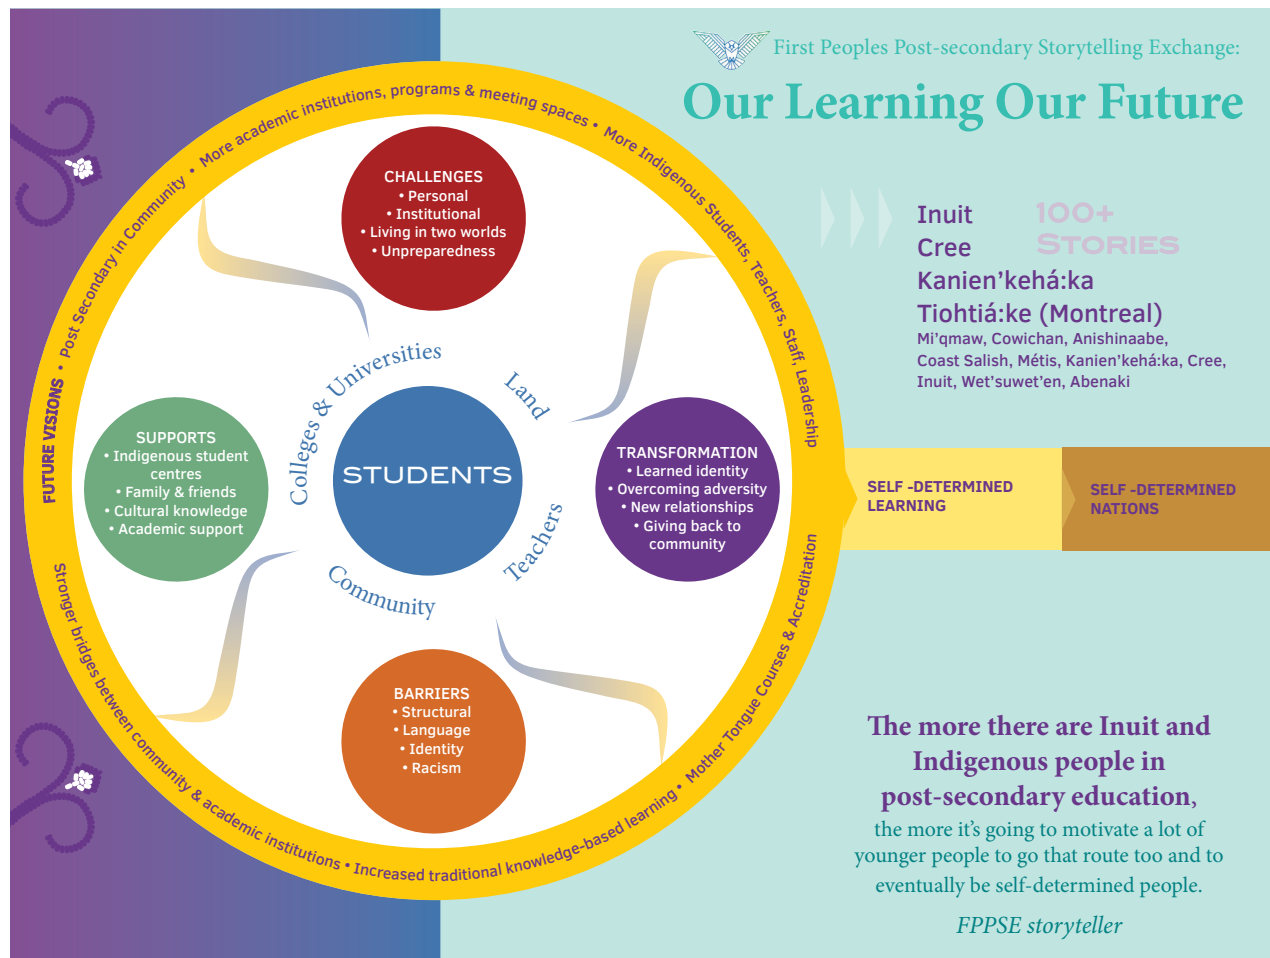 First Peoples Post-secondary Storytelling Exchange:
Our Learning Our Future
Inuit
Cree
Kanien’kehá:ka
Tiohtiá:ke (Montreal)
100+
STORIES
Mi’qmaw, Cowichan, Anishinaabe,
Coast Salish, Métis, Kanien’kehá:ka, Cree,
Inuit, Wet’suwet’en, Abenaki
FUTURE VISIONS • Post Secondary in Community • More academic institutions, programs & meeting spaces • More Indigenous Students, Teachers, Staff, Leadership
Stronger bridges between community & academic institutions • Increased traditional knowledge-based learning • Mother Tongue Courses & Accreditation
CHALLENGES
• Personal
• Institutional
• Living in two worlds
• Unpreparedness
Colleges & Universities
Land
Teachers
Community
STUDENTS
SUPPORTS
• Indigenous student
centres
• Family & friends
• Cultural knowledge
• Academic support
TRANSFORMATION
• Learned identity
• Overcoming adversity
• New relationships
• Giving back to
community
BARRIERS
• Structural
• Language
• Identity
• Racism
SELF -DETERMINED
LEARNING
SELF -DETERMINED
NATIONS
The more there are Inuit and
Indigenous people in
post-secondary education,
the more it’s going to motivate a lot of
younger people to go that route too and to
eventually be self-determined people.
FPPSE storyteller